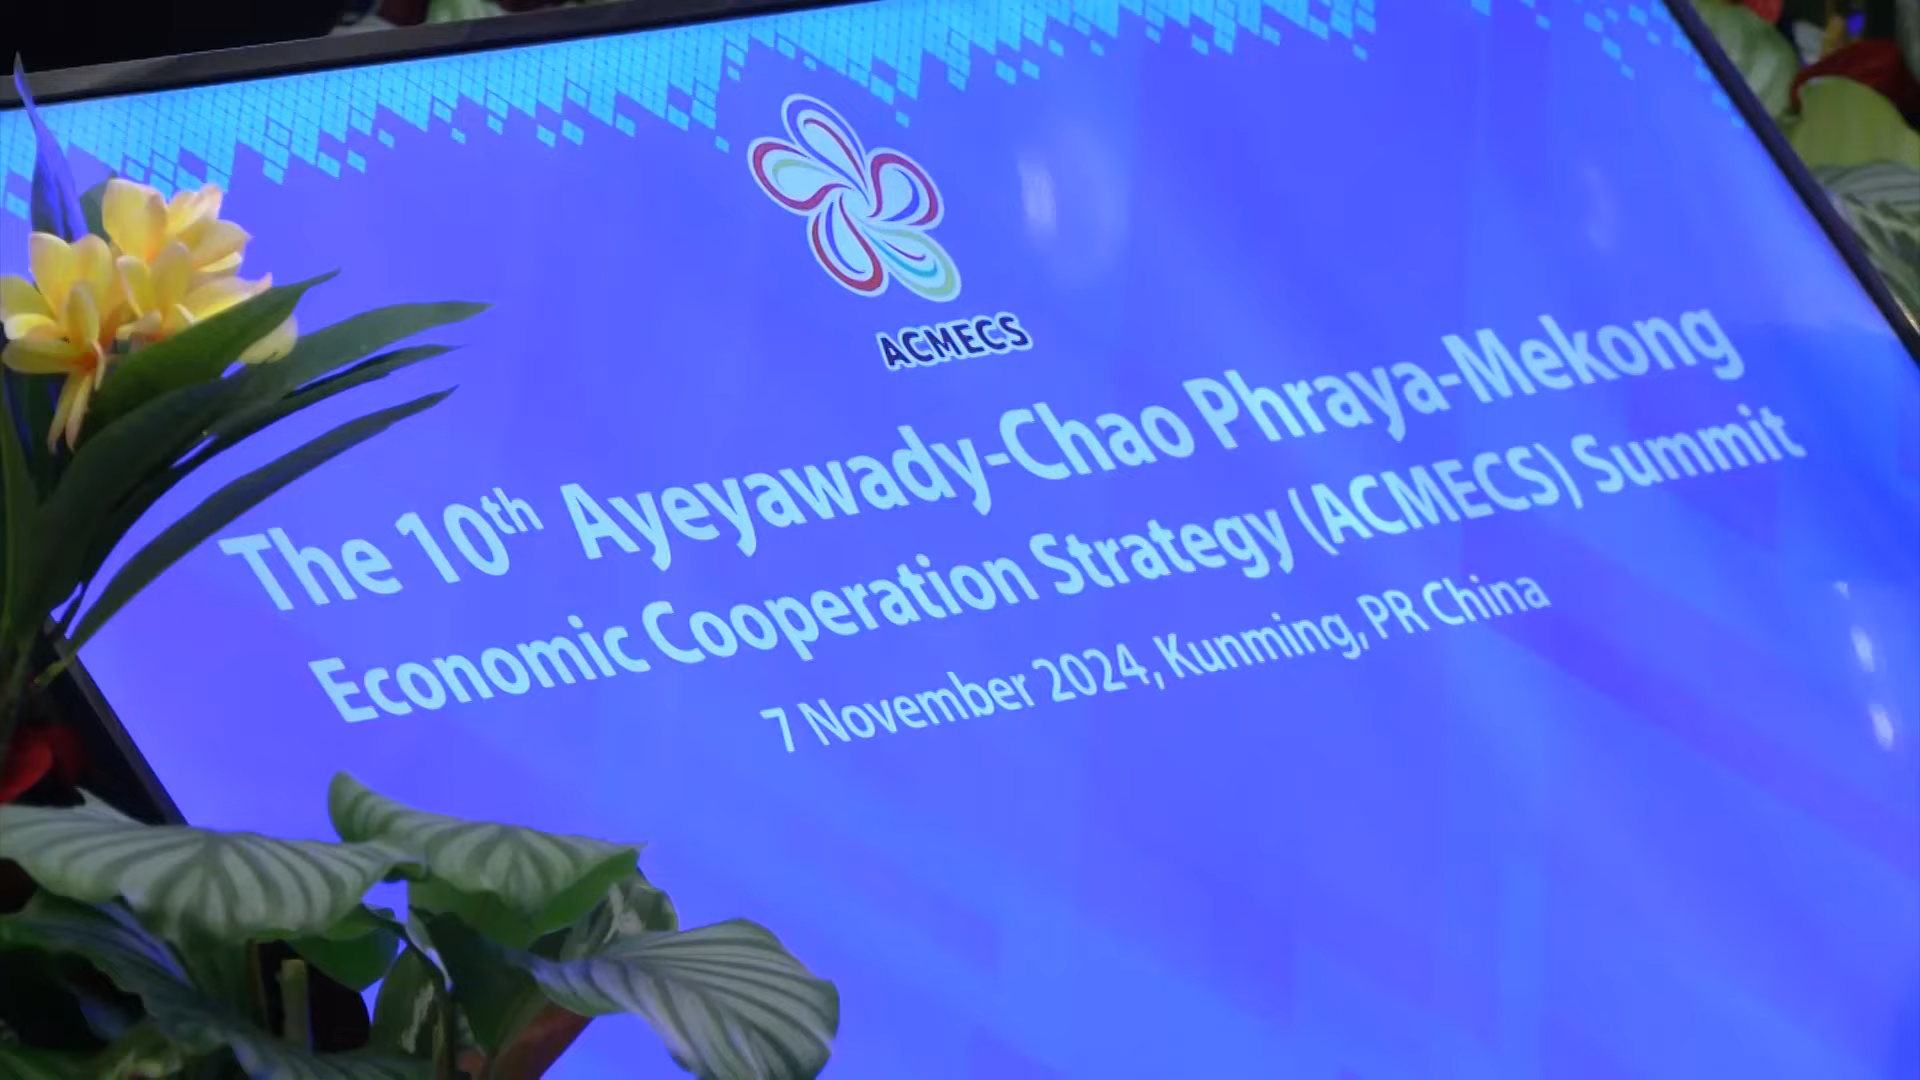 ACMECS
The 10th Ayeyawady-Chao Phraya-Mekong
Economic Cooperation Strategy (ACMECS) Summit
7 November 2024, Kunming, PR China